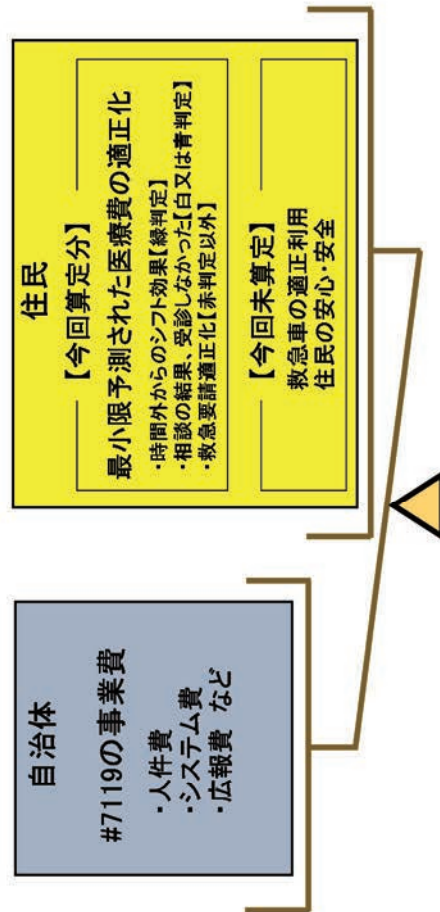 自治体
#7119の事業費
・人件費
・システム費
・広報費 など
住民
【今回算定分】
最小限予測された医療費の適正化
・時間外からのシフト効果【緑判定】
・相談の結果、受診しなかった【白又は青判定】
・救急要請適正化【赤判定以外】
【今回未算定】
救急車の適正利用
住民の安心・安全